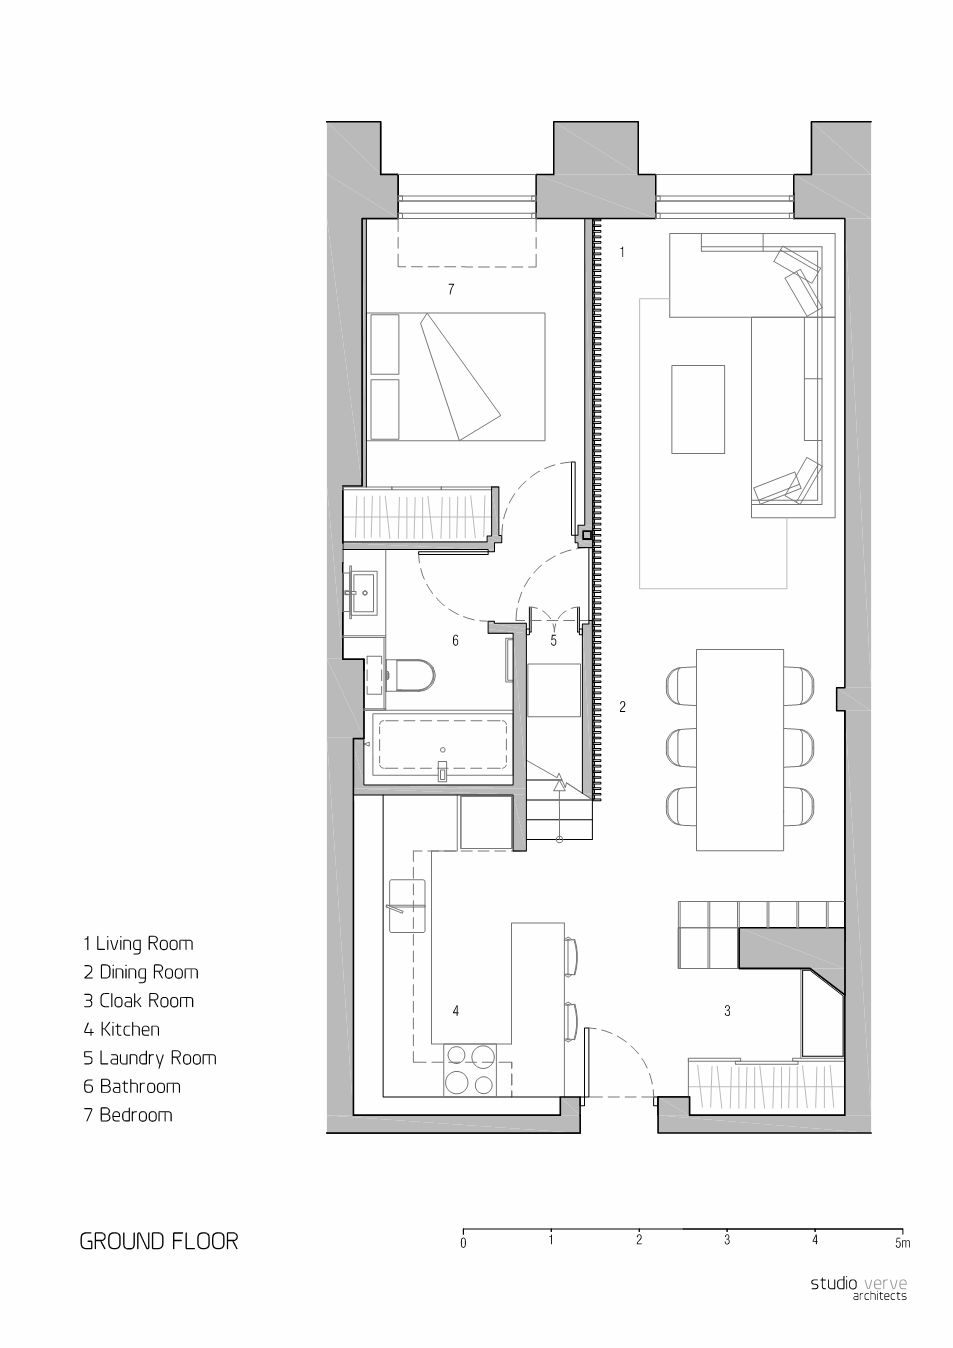 1
7
6
5
2
4
3
1 Living Room
2 Dining Room
3 Cloak Room
4 Kitchen
5 Laundry Room
6 Bathroom
7 Bedroom
GROUND FLOOR
0 1 2 3 4 5m
studio verve
architects